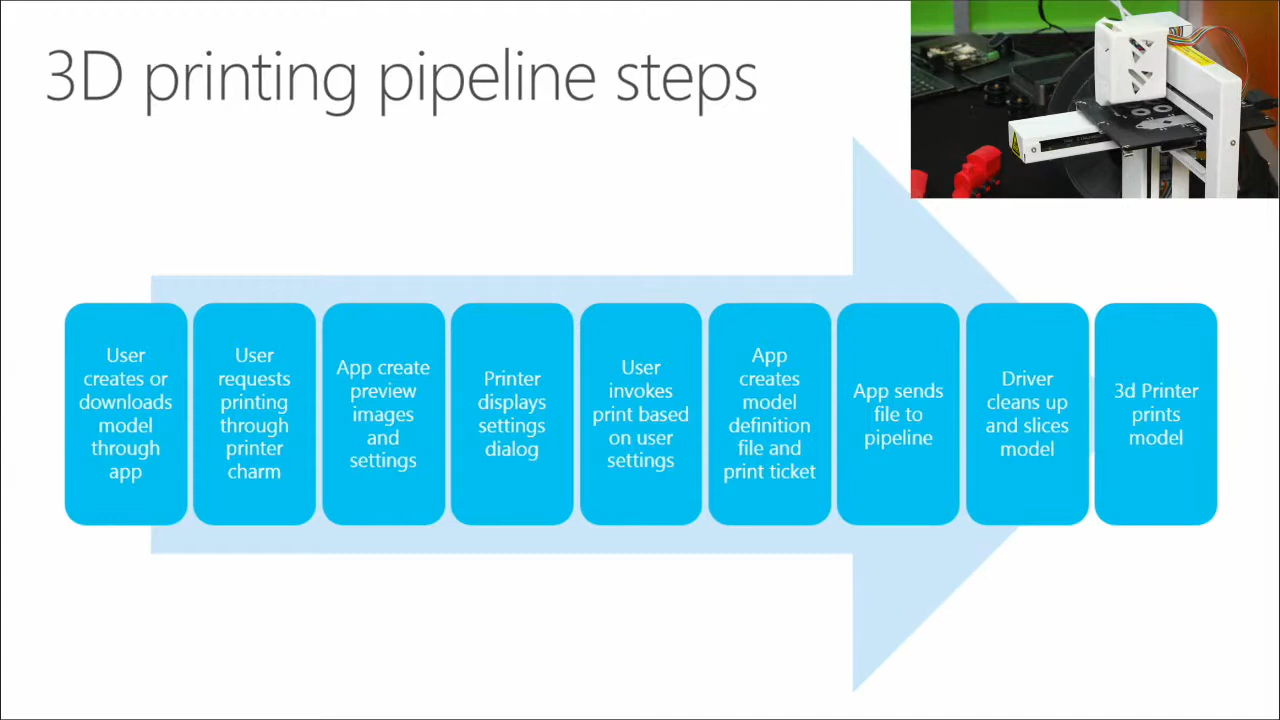 3D printing pipeline steps
User
creates or
downloads
model
through
app
User
requests
printing
through
printer
charm
App create
preview
images
and
settings
Printer
displays
settings
dialog
User
invokes
print based
on user
settings
App
creates
model
definition
file and
print ticket
App sends
file to
pipeline
Driver
cleans up
and slices
model
3d Printer
prints
model